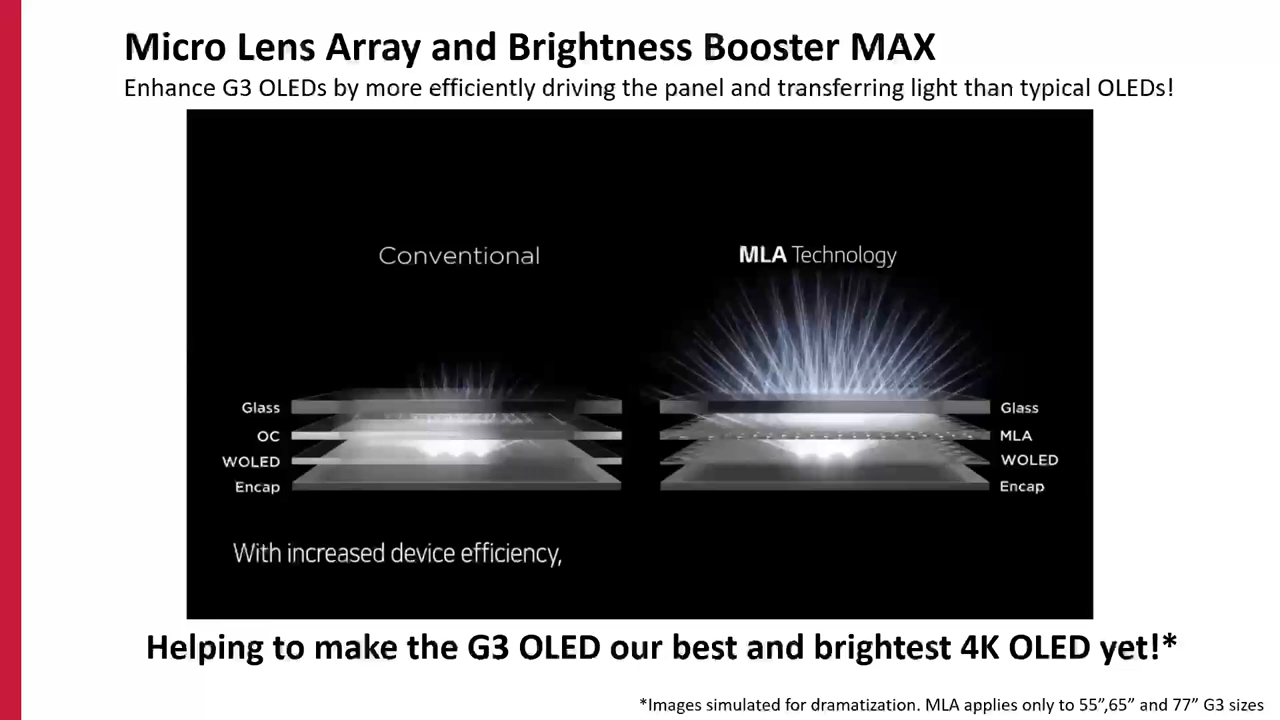 Micro Lens Array and Brightness Booster MAX
Enhance G3 OLEDs by more efficiently driving the panel and transferring light than typical OLEDs!
Conventional
MLA Technology
Glass
OC
WOLED
Encap
Glass
MLA
WOLED
Encap
With increased device efficiency,
Helping to make the G3 OLED our best and brightest 4K OLED yet!*
*Images simulated for dramatization. MLA applies only to 55”,65” and 77” G3 sizes